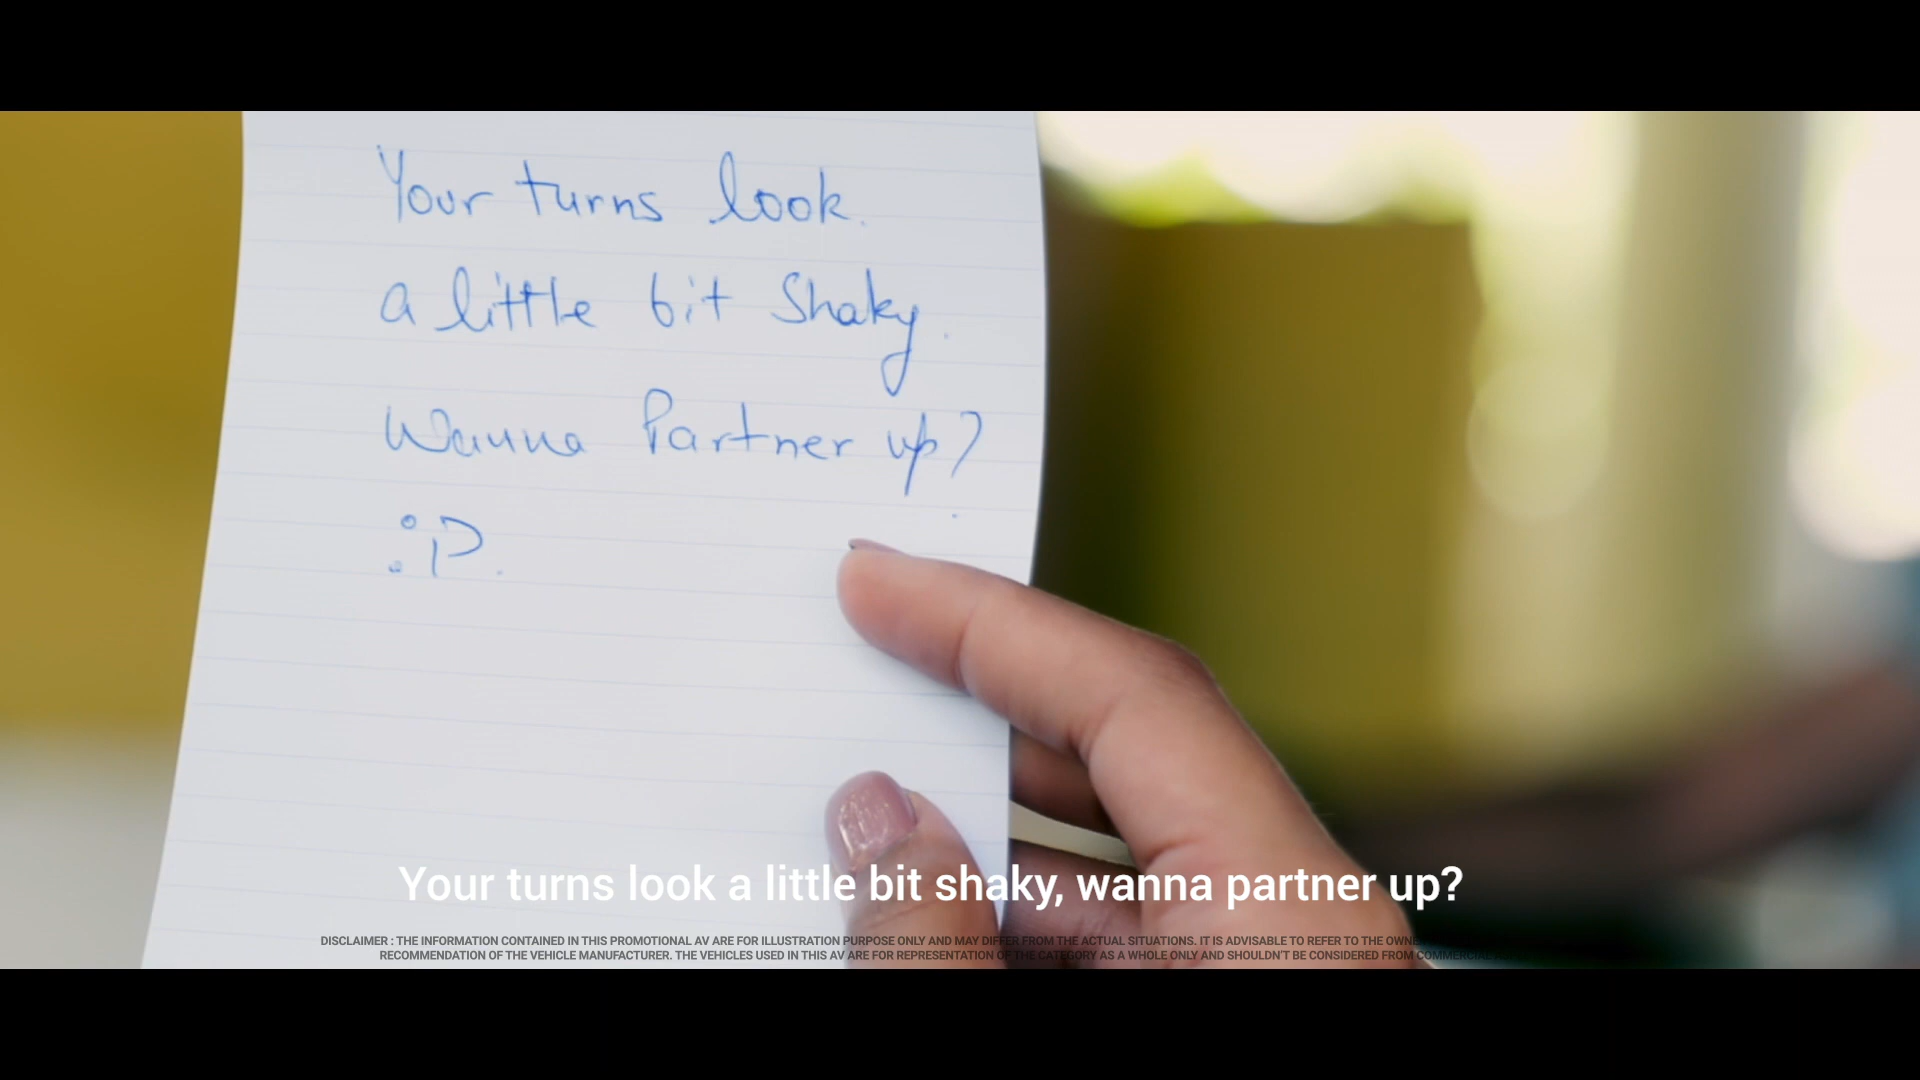 Your turns look.
a little bit Shaky.
Wanna Partner up?
:P.
Your turns look a little bit shaky, wanna partner up?
DISCLAIMER : THE INFORMATION CONTAINED IN THIS PROMOTIONAL AV ARE FOR ILLUSTRATION PURPOSE ONLY AND MAY DIFFER FROM THE ACTUAL SITUATIONS. IT IS ADVISABLE TO REFER TO THE
RECOMMENDATION OF THE VEHICLE MANUFACTURER. THE VEHICLES USED IN THIS AV ARE FOR REPRESENTATION OF THE CATEGORY AS A WHOLE ONLY AND SHOULDN'T BE CONSIDERED FROM